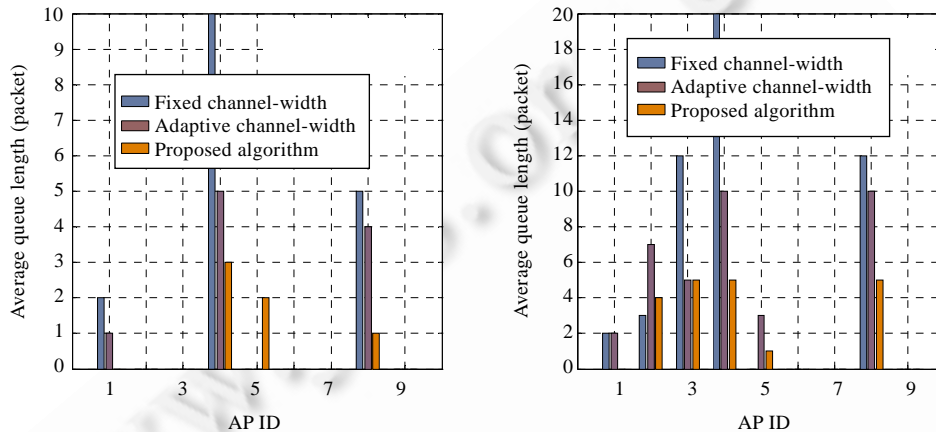 10
9
8
7
6
5
4
3
2
1
0
Average queue length (packet)
Fixed channel-width
Adaptive channel-width
Proposed algorithm
1 3 5 7 9
AP ID
20
18
16
14
12
10
8
6
4
2
0
Average queue length (packet)
Fixed channel-width
Adaptive channel-width
Proposed algorithm
1 3 5 7 9
AP ID